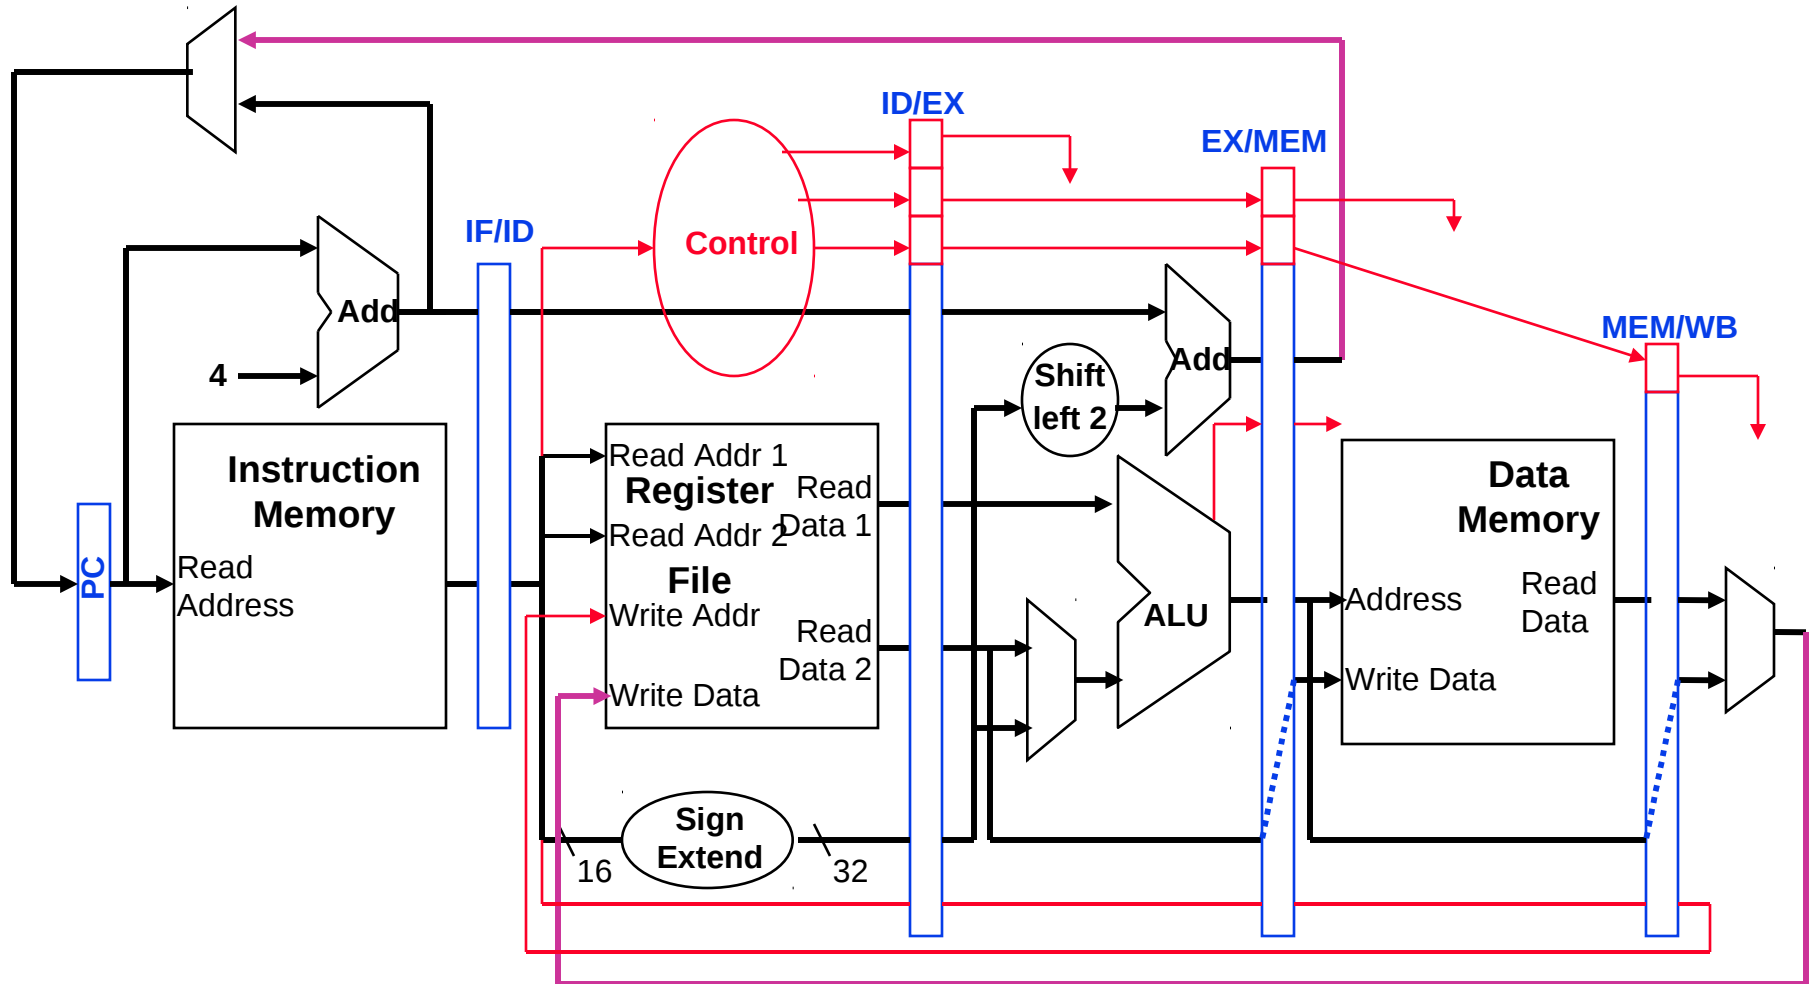 ID/EX
EX/MEM
IF/ID
Control
Add
4
MEM/WB
Add
Shift
left 2
Instruction
Memory
Read
Address
PC
Read Addr 1
Register
Read
Data 1
Read Addr 2
File
Write Addr
Read
Data 2
Write Data
ALU
Data
Memory
Address
Read
Data
Write Data
Sign
Extend
16
32